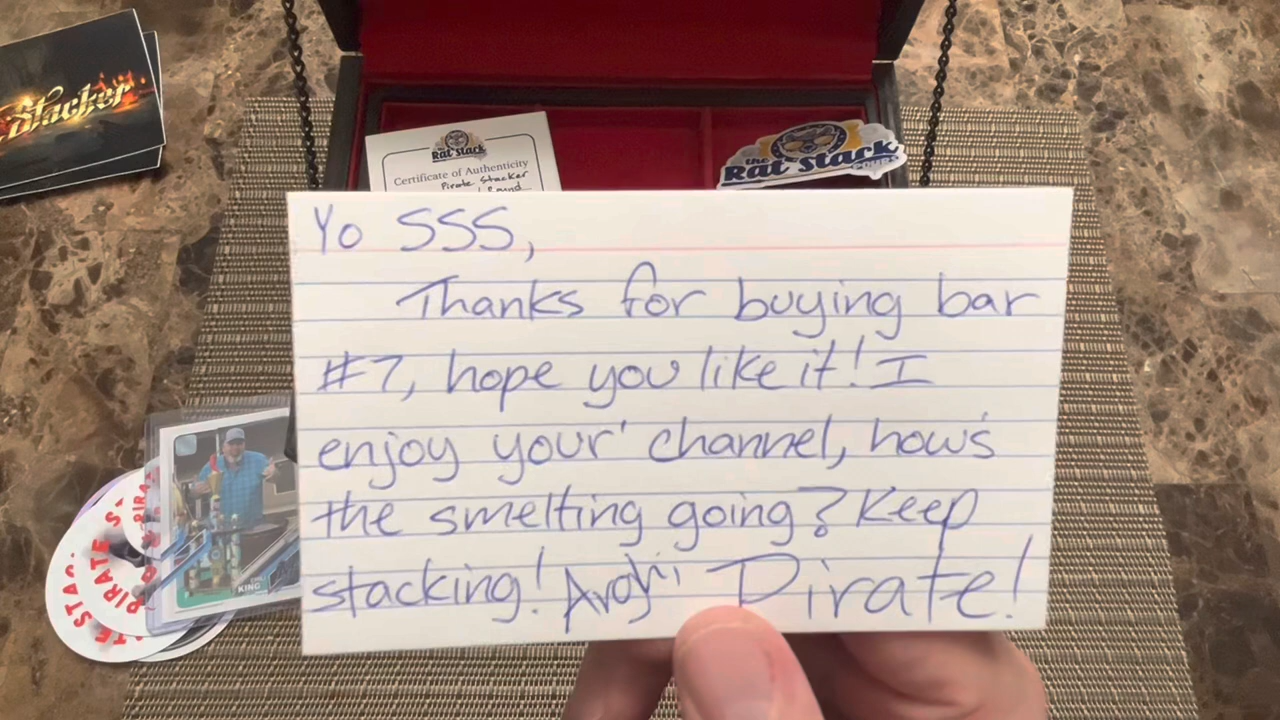 Stacker
the
Rat Stack
Certificate of Authenticity
Pirate Stacker
the
Rat Stack
Yo SSS,
Thanks for buying bar
#7, hope you like it! I
enjoy your channel, how's
the smelting going? Keep
stacking! Pirate!
KING
PIRATE
PIRATE